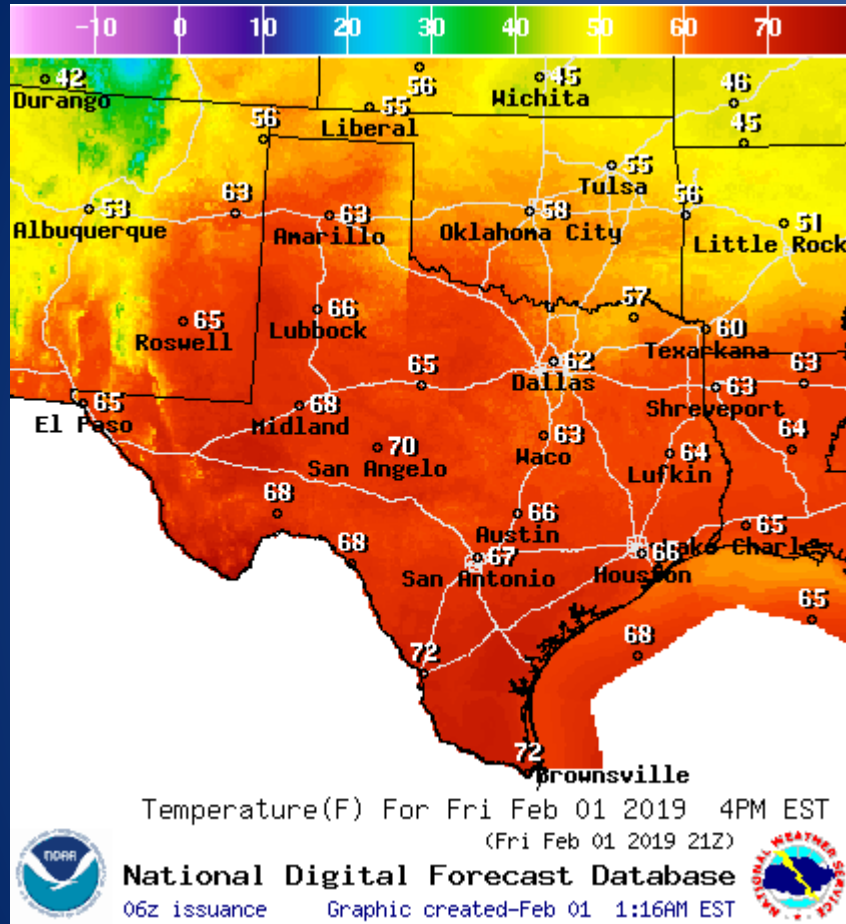 -10 0 10 20 30 40 50 60 70
42
Durango
56
45
Wichita
46
55
Liberal
45
56
55
Tulsa
53
Albuquerque
63
63
Amarillo
58
Oklahoma City
56
51
Little Rock
65
Roswell
66
Lubbock
57
60
Texarkana
65
62
Dallas
63
Shreveport
63
65
El Paso
68
Midland
70
San Angelo
63
Waco
64
Lufkin
64
68
66
Austin
65
Lake Charles
68
67
San Antonio
66
Houston
65
68
72
72
Brownsville
Temperature(F) For Fri Feb 01 2019 4PM EST
(Fri Feb 01 2019 21Z)
NOAA
National Digital Forecast Database
06z issuance Graphic created-Feb 01 1:16AM EST
NATIONAL WEATHER SERVICE